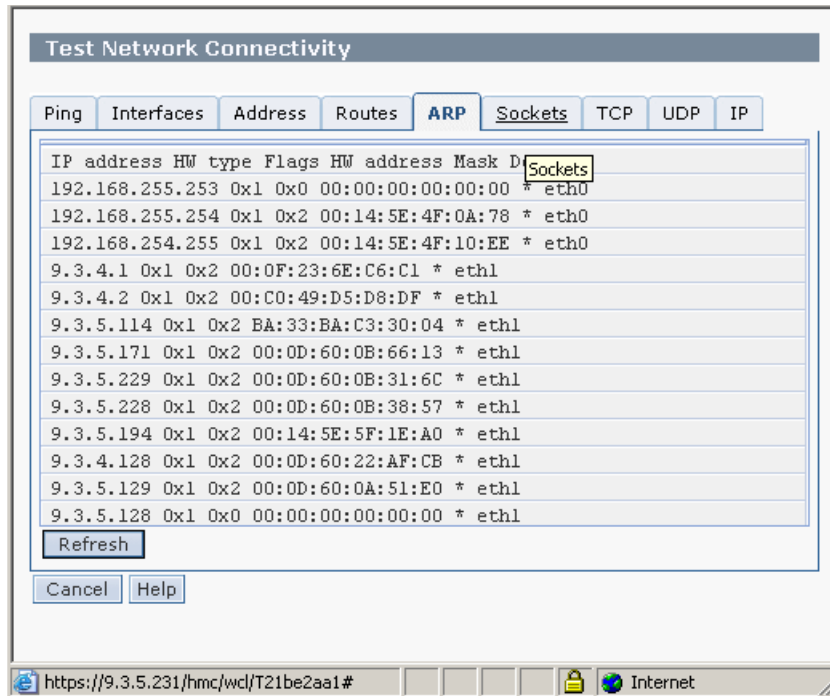 Test Network Connectivity
Ping Interfaces Address Routes ARP Sockets TCP UDP IP
IP address HW type Flags HW address Mask
Sockets
192.168.255.253 0x1 0x0 00:00:00:00:00:00 * eth0
192.168.255.254 0x1 0x2 00:14:5E:4F:0A:78 * eth0
192.168.254.255 0x1 0x2 00:14:5E:4F:10:EE * eth0
9.3.4.1 0x1 0x2 00:0F:23:6E:C6:C1 * eth1
9.3.4.2 0x1 0x2 00:C0:49:D5:D8:DF * eth1
9.3.5.114 0x1 0x2 BA:33:BA:C3:30:04 * eth1
9.3.5.171 0x1 0x2 00:0D:60:0B:66:13 * eth1
9.3.5.229 0x1 0x2 00:0D:60:0B:31:6C * eth1
9.3.5.228 0x1 0x2 00:0D:60:0B:38:57 * eth1
9.3.5.194 0x1 0x2 00:14:5E:5F:1E:A0 * eth1
9.3.4.128 0x1 0x2 00:0D:60:22:AF:CB * eth1
9.3.5.129 0x1 0x2 00:0D:60:0A:51:E0 * eth1
9.3.5.128 0x1 0x0 00:00:00:00:00:00 * eth1
Refresh
Cancel Help
https://9.3.5.231/hmc/wcl/T21be2aa1# Internet